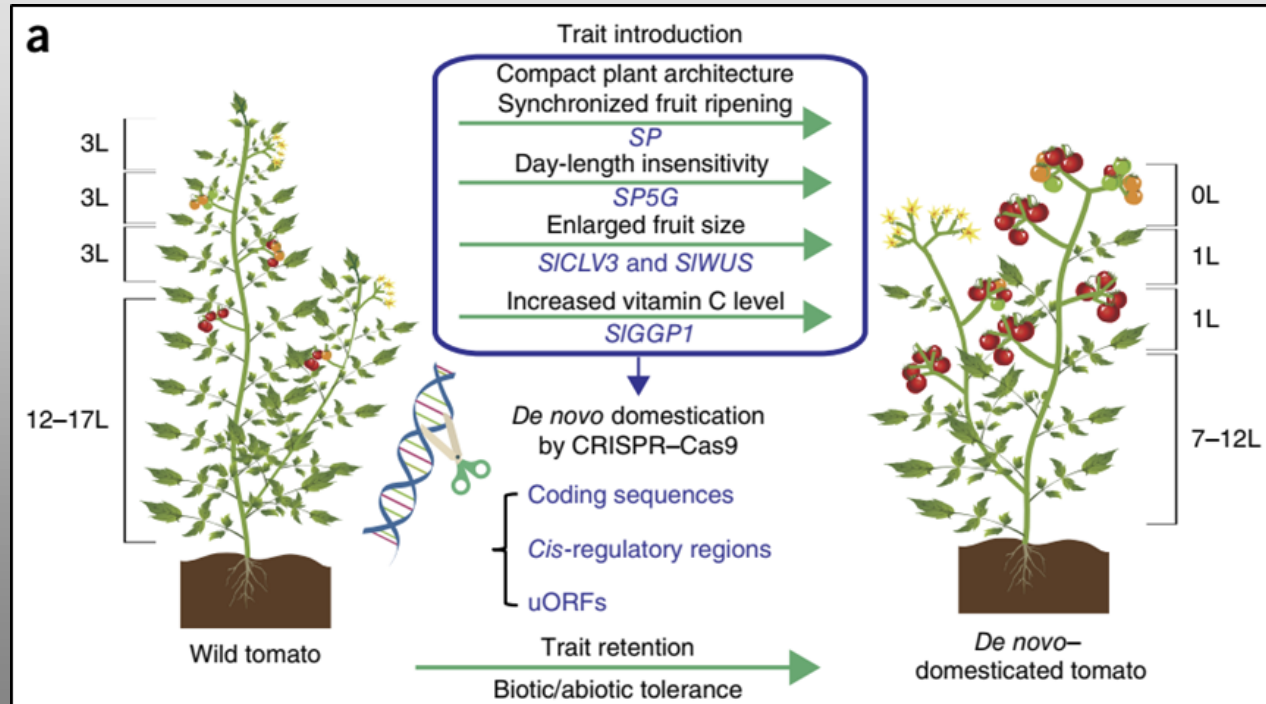 a
Trait introduction
Compact plant architecture
Synchronized fruit ripening
SP
Day-length insensitivity
SP5G
Enlarged fruit size
SlCLV3 and SlWUS
Increased vitamin C level
SlGGP1
De novo domestication
by CRISPR–Cas9
Coding sequences
Cis-regulatory regions
uORFs
Trait retention
Biotic/abiotic tolerance
3L
3L
3L
12–17L
Wild tomato
0L
1L
1L
7–12L
De novo–
domesticated tomato